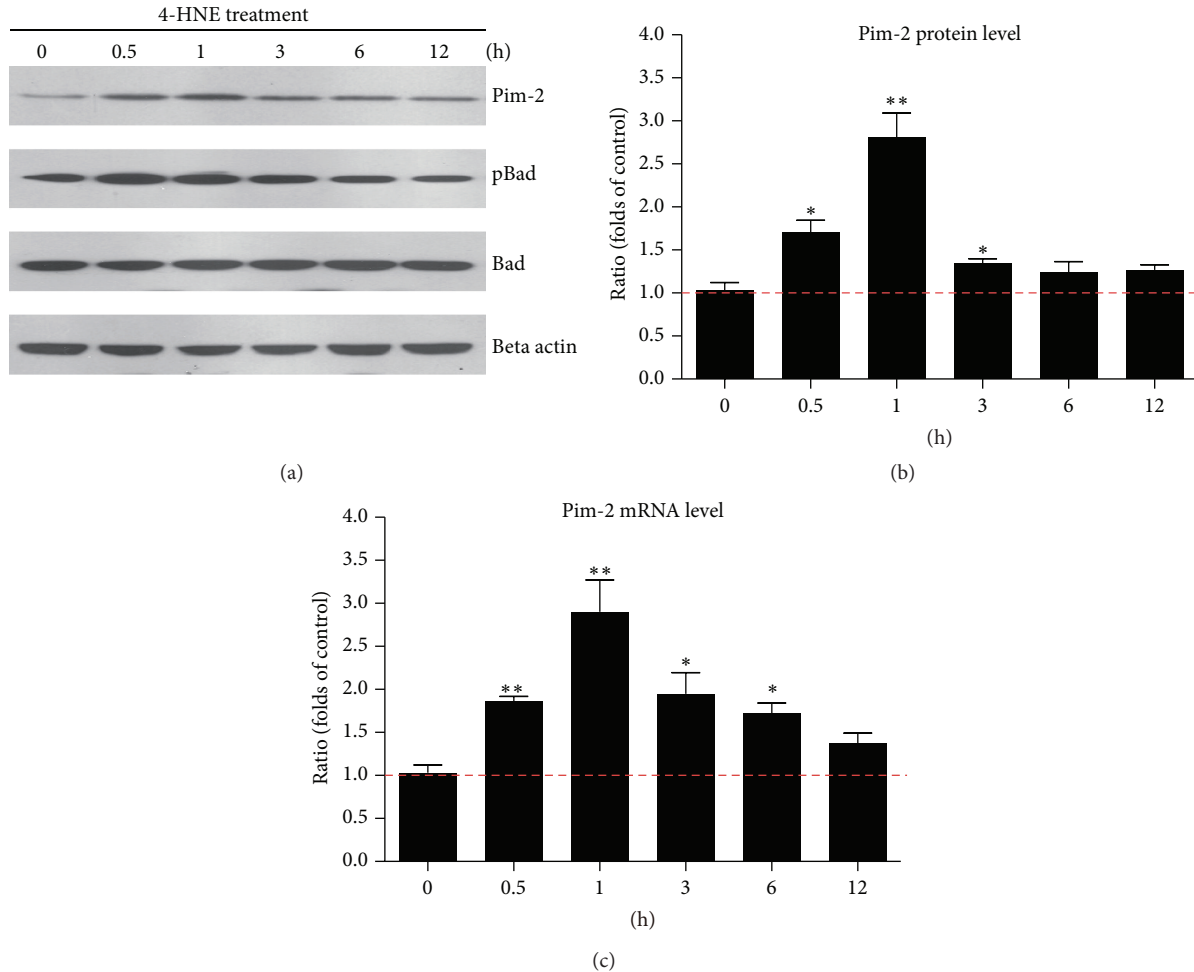 4-HNE treatment
0 0.5 1 3 6 12 (h)
Pim-2
pBad
Bad
Beta actin
(a)
Pim-2 protein level
Ratio (folds of control)
4.0
3.5
3.0
2.5
2.0
1.5
1.0
0.5
0.0
* ** *
0 0.5 1 3 6 12
(h)
(b)
Pim-2 mRNA level
Ratio (folds of control)
4.0
3.5
3.0
2.5
2.0
1.5
1.0
0.5
0.0
** ** * *
0 0.5 1 3 6 12
(h)
(c)